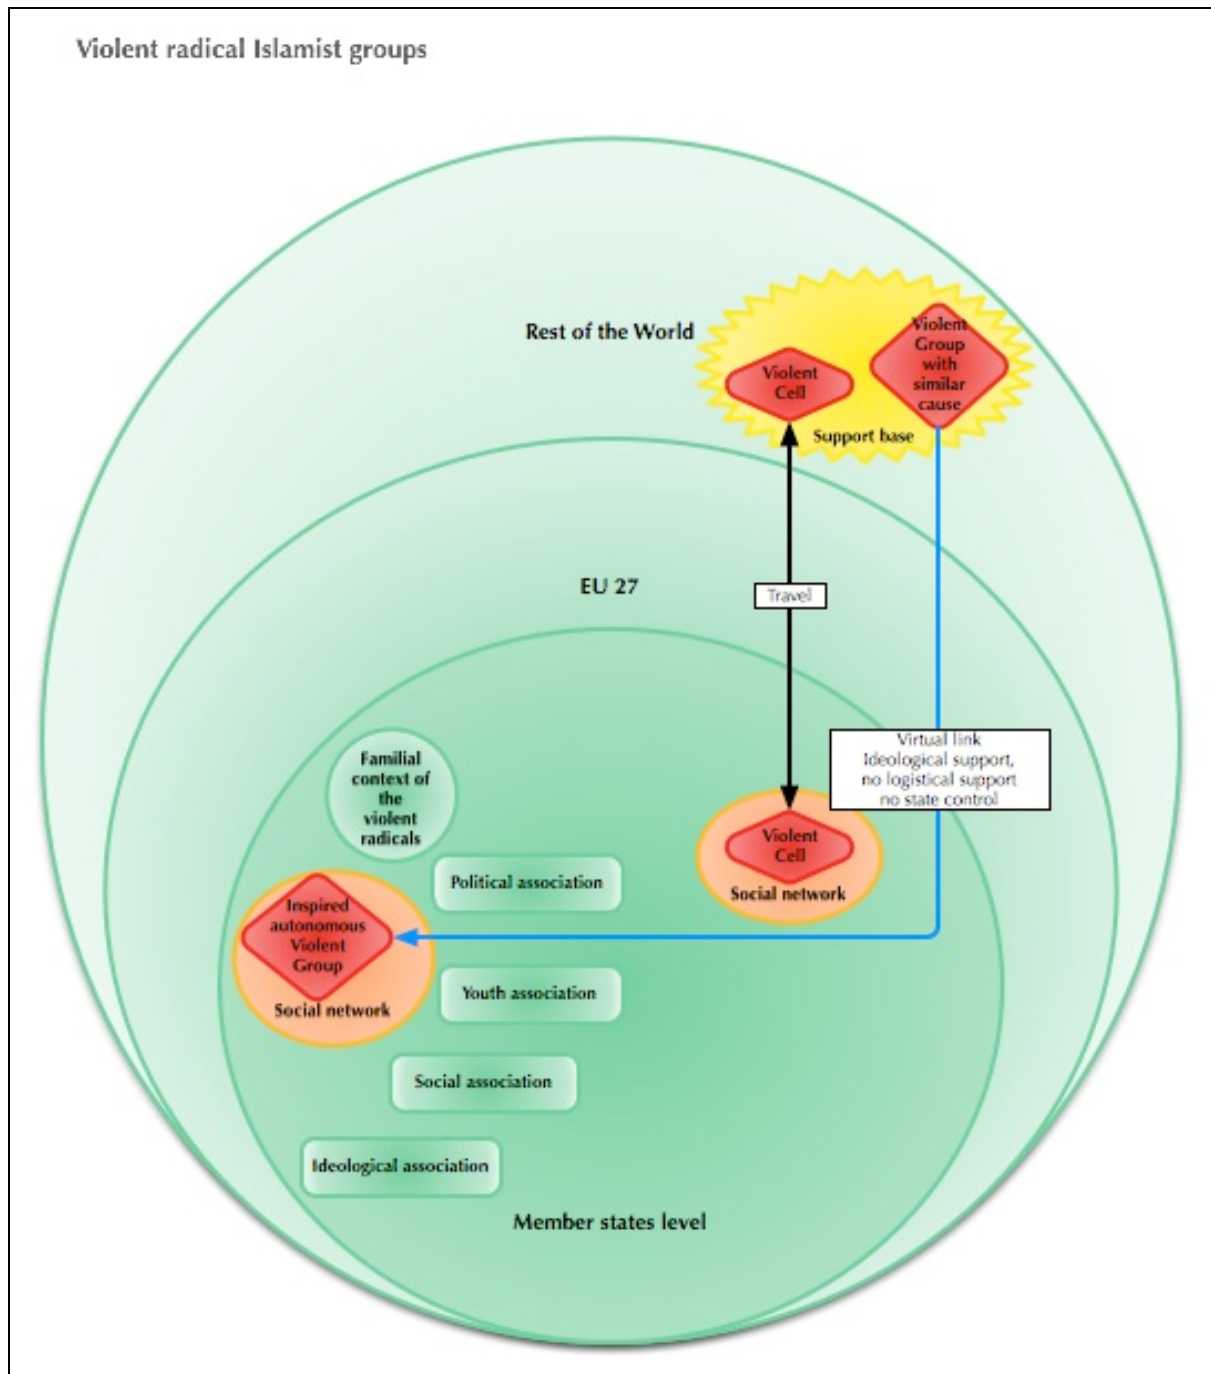 Violent radical Islamist groups
Rest of the World
Violent
Cell
Violent
Group
with
similar
cause
Support base
EU 27
Travel
Virtual link
Ideological support,
no logistical support
no state control
Familial
context of
the
violent
radicals
Violent
Cell
Social network
Political association
Inspired
autonomous
Violent
Group
Social network
Youth association
Social association
Ideological association
Member states level